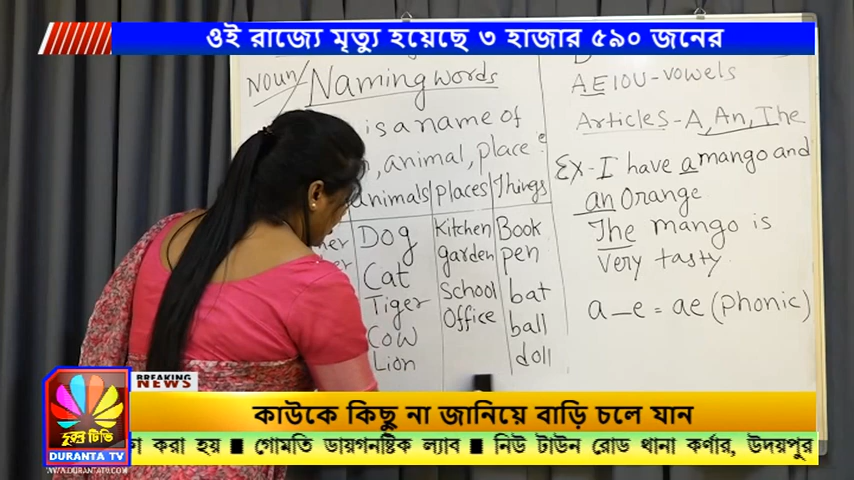 ওই রাজ্যে মৃত্যু হয়েছে ৩ হাজার ৫৯০ জনের
Noun/Naming words
is a name of
, animal, place
animals places Things
Dog Kitchen Book
Cat garden pen
Tiger School bat
Cow Office ball
Lion doll
A E I O U - vowels
Articles - A, An, The
Ex - I have a mango and
an Orange.
The mango is
very tasty.
a_e = ae (Phonic)
BREAKING
NEWS
কাউকে কিছু না জানিয়ে বাড়ি চলে যান
দুরন্ত টিভি
DURANTA TV
করা হয় ■ গোমতি ডায়গনষ্টিক ল্যাব ■ নিউ টাউন রোড থানা কর্ণার, উদয়পুর